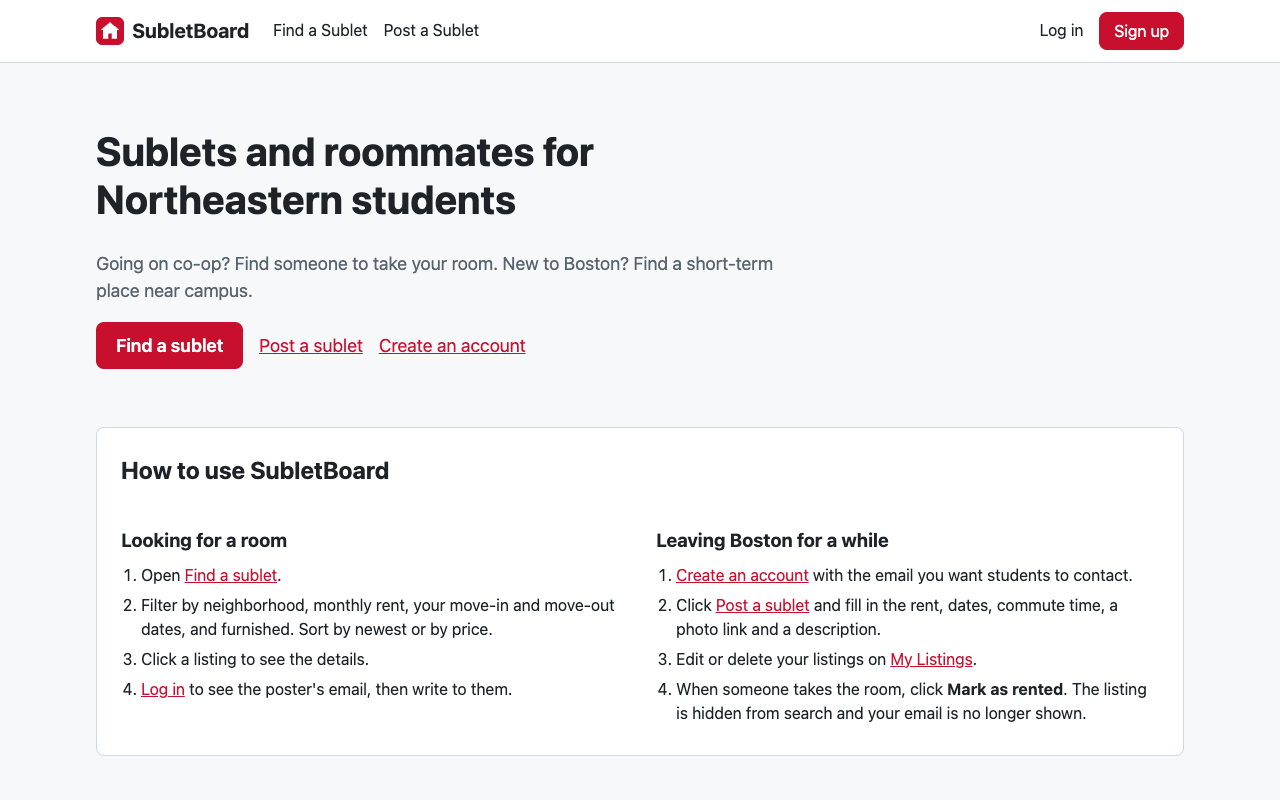 SubletBoard Find a Sublet Post a Sublet Log in Sign up
Sublets and roommates for
Northeastern students
Going on co-op? Find someone to take your room. New to Boston? Find a short-term
place near campus.
Find a sublet Post a sublet Create an account
How to use SubletBoard
Looking for a room
1. Open Find a sublet.
2. Filter by neighborhood, monthly rent, your move-in and move-out
dates, and furnished. Sort by newest or by price.
3. Click a listing to see the details.
4. Log in to see the poster's email, then write to them.
Leaving Boston for a while
1. Create an account with the email you want students to contact.
2. Click Post a sublet and fill in the rent, dates, commute time, a
photo link and a description.
3. Edit or delete your listings on My Listings.
4. When someone takes the room, click Mark as rented. The listing
is hidden from search and your email is no longer shown.